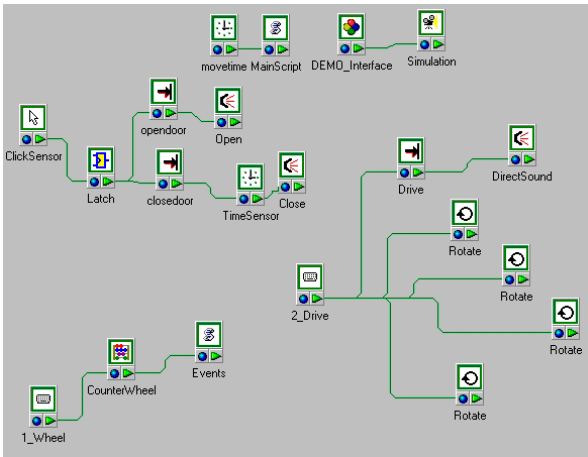 movetime MainScript
DEMO_Interface
Simulation
ClickSensor
opendoor
Open
Latch
closedoor
TimeSensor
Close
Drive
DirectSound
Rotate
Rotate
2_Drive
Rotate
CounterWheel
Events
Rotate
1_Wheel